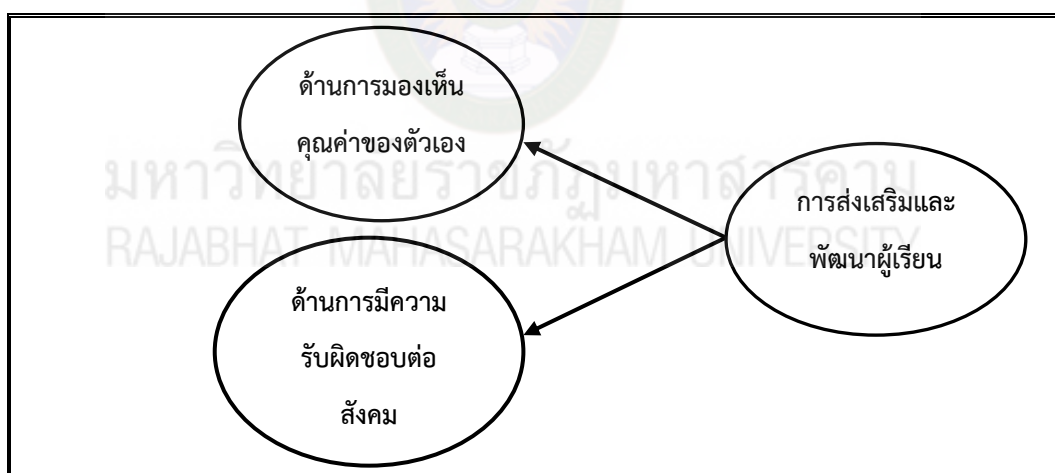 ด้านการมองเห็น
คุณค่าของตัวเอง
มหาวิทยาลัยราชภัฏมหาสารคาม
RAJABHAT MAHASARAKHAM UNIVERSITY
การส่งเสริมและ
พัฒนาผู้เรียน
ด้านการมีความ
รับผิดชอบต่อ
สังคม